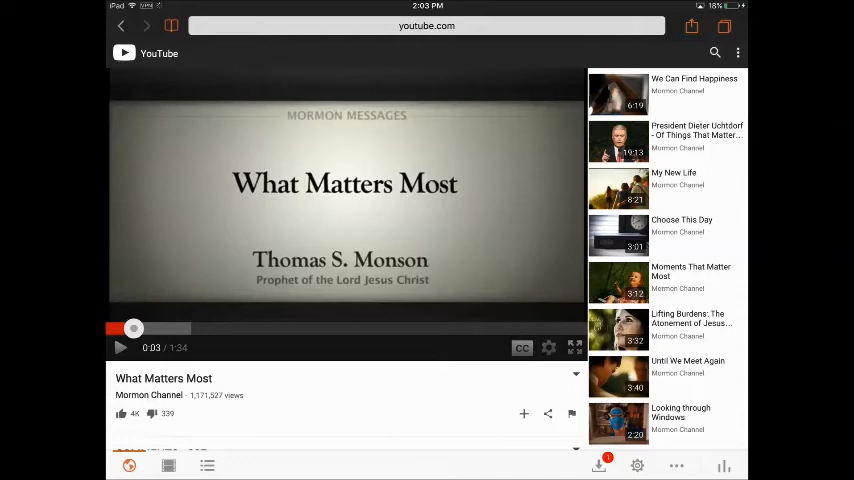 iPad VPN 2:03 PM 18%
youtube.com
YouTube
MORMON MESSAGES
What Matters Most
Thomas S. Monson
Prophet of the Lord Jesus Christ
0:03 / 1:34
CC
What Matters Most
Mormon Channel - 1,171,527 views
4K 339
We Can Find Happiness
Mormon Channel
6:19
President Dieter Uchtdorf
- Of Things That Matter...
Mormon Channel
19:13
My New Life
Mormon Channel
8:21
Choose This Day
Mormon Channel
3:01
Moments That Matter
Most
Mormon Channel
3:12
Lifting Burdens: The
Atonement of Jesus...
Mormon Channel
3:32
Until We Meet Again
Mormon Channel
3:40
Looking through
Windows
Mormon Channel
2:20
1